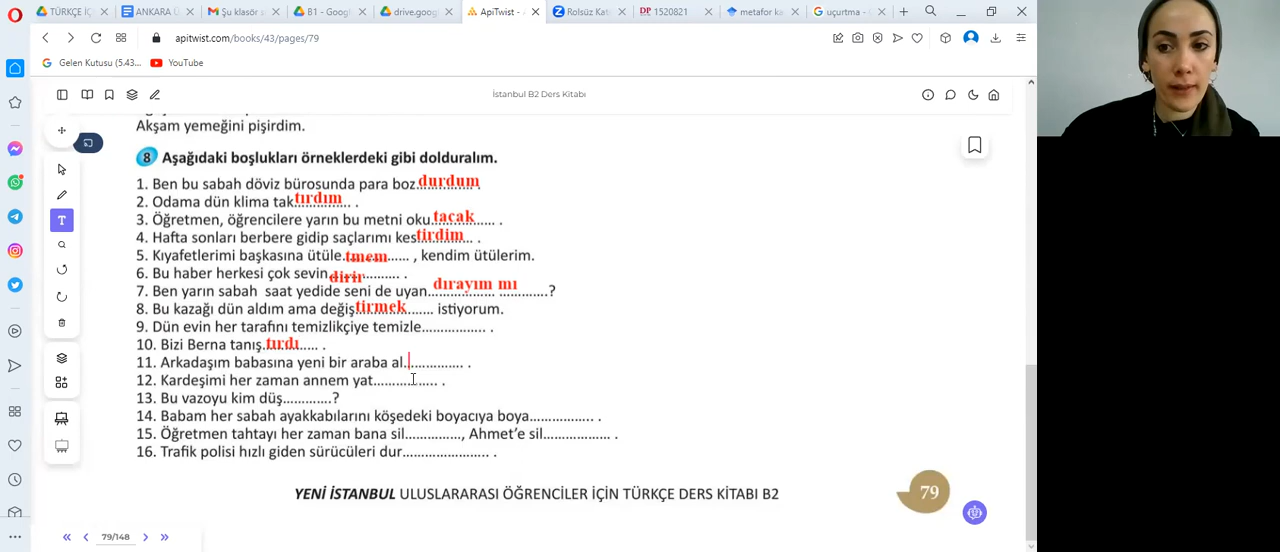 TÜRKÇE İÇ
ANKARA Ü
Şu klasör s
B1 - Google
drive.googl
ApiTwist - A
Rolsüz Kat
1520821
metafor ka
uçurtma - G
apitwist.com/books/43/pages/79
Gelen Kutusu (5.43... YouTube
İstanbul B2 Ders Kitabı
Akşam yemeğini pişirdim.
8 Aşağıdaki boşlukları örneklerdeki gibi dolduralım.
1. Ben bu sabah döviz bürosunda para boz.durdum .
2. Odama dün klima tak tırdım .
3. Öğretmen, öğrencilere yarın bu metni oku.tacak...... .
4. Hafta sonları berbere gidip saçlarımı kes tirdim... .
5. Kıyafetlerimi başkasına ütüle.tmem...... , kendim ütülerim.
6. Bu haber herkesi çok sevin.dirir.......... .
7. Ben yarın sabah saat yedide seni de uyan dırayım mı.............?
8. Bu kazağı dün aldım ama değiş tirmek....... istiyorum.
9. Dün evin her tarafını temizlikçiye temizle................. .
10. Bizi Berna tanış.tırdı..... .
11. Arkadaşım babasına yeni bir araba al................ .
12. Kardeşimi her zaman annem yat................. .
13. Bu vazoyu kim düş.............?
14. Babam her sabah ayakkabılarını köşedeki boyacıya boya................. .
15. Öğretmen tahtayı her zaman bana sil..............., Ahmet'e sil.................. .
16. Trafik polisi hızlı giden sürücüleri dur....................... .
YENİ İSTANBUL ULUSLARARASI ÖĞRENCİLER İÇİN TÜRKÇE DERS KİTABI B2
79
79/148